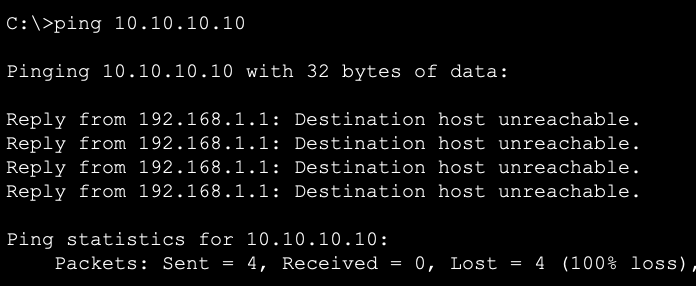 C:\>ping 10.10.10.10
Pinging 10.10.10.10 with 32 bytes of data:
Reply from 192.168.1.1: Destination host unreachable.
Reply from 192.168.1.1: Destination host unreachable.
Reply from 192.168.1.1: Destination host unreachable.
Reply from 192.168.1.1: Destination host unreachable.
Ping statistics for 10.10.10.10:
Packets: Sent = 4, Received = 0, Lost = 4 (100% loss),